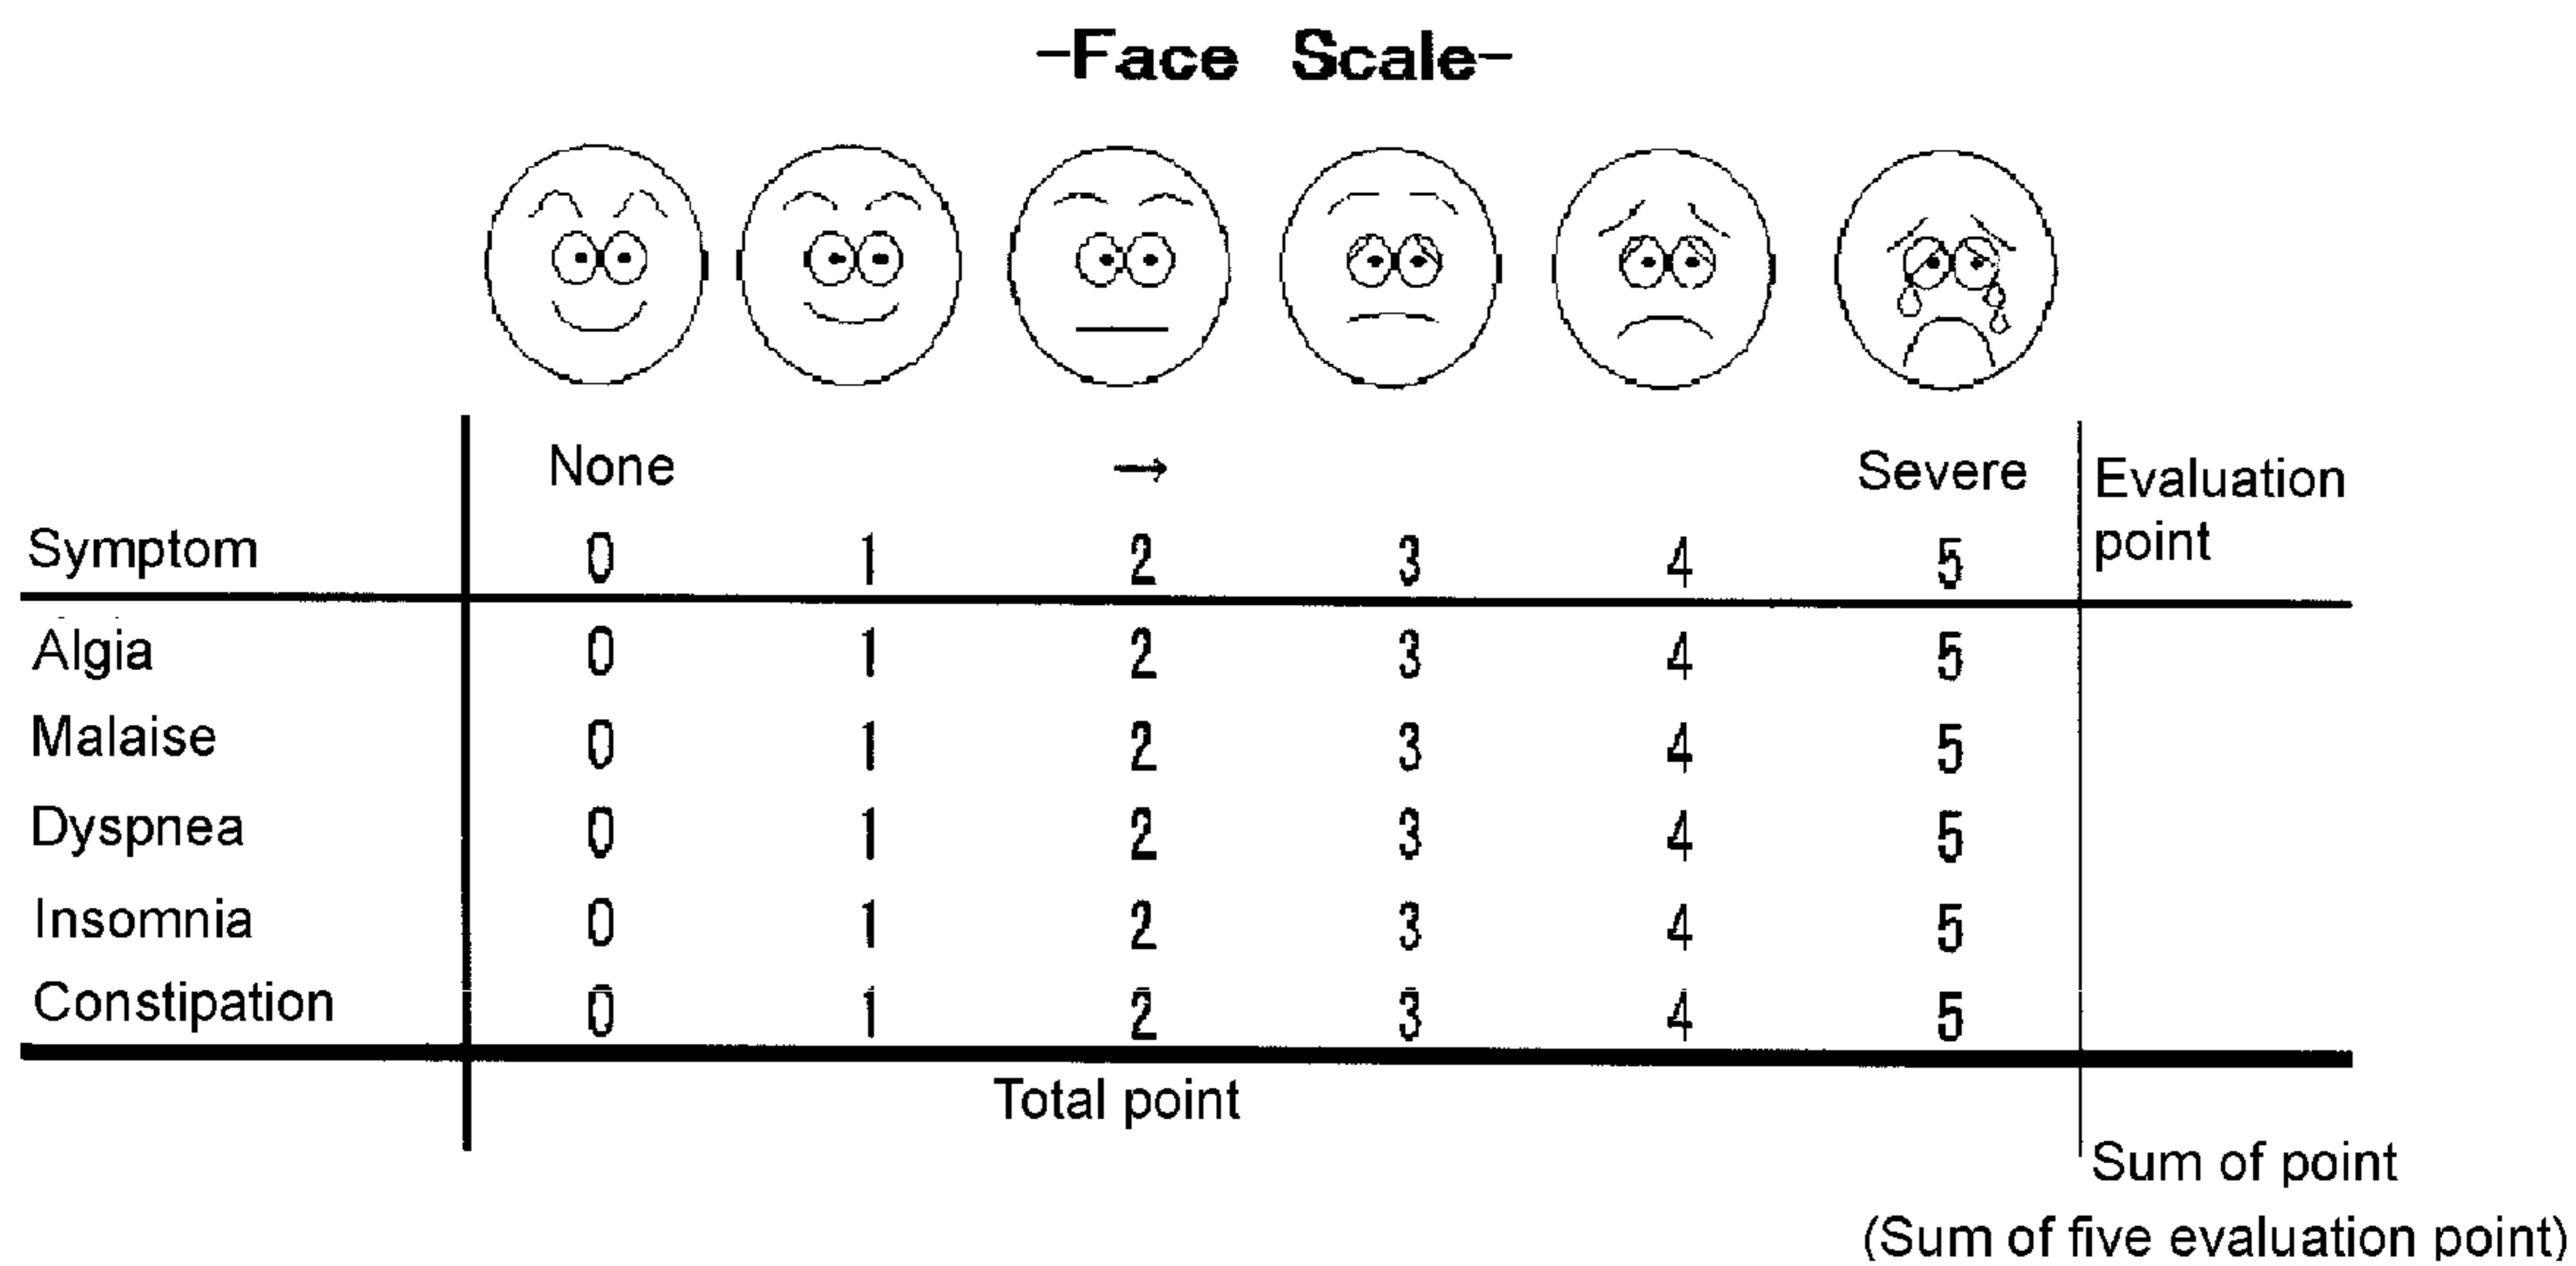 -Face Scale-
None → Severe Evaluation
Symptom 0 1 2 3 4 5 point
Algia 0 1 2 3 4 5
Malaise 0 1 2 3 4 5
Dyspnea 0 1 2 3 4 5
Insomnia 0 1 2 3 4 5
Constipation 0 1 2 3 4 5
Total point
Sum of point
(Sum of five evaluation point)